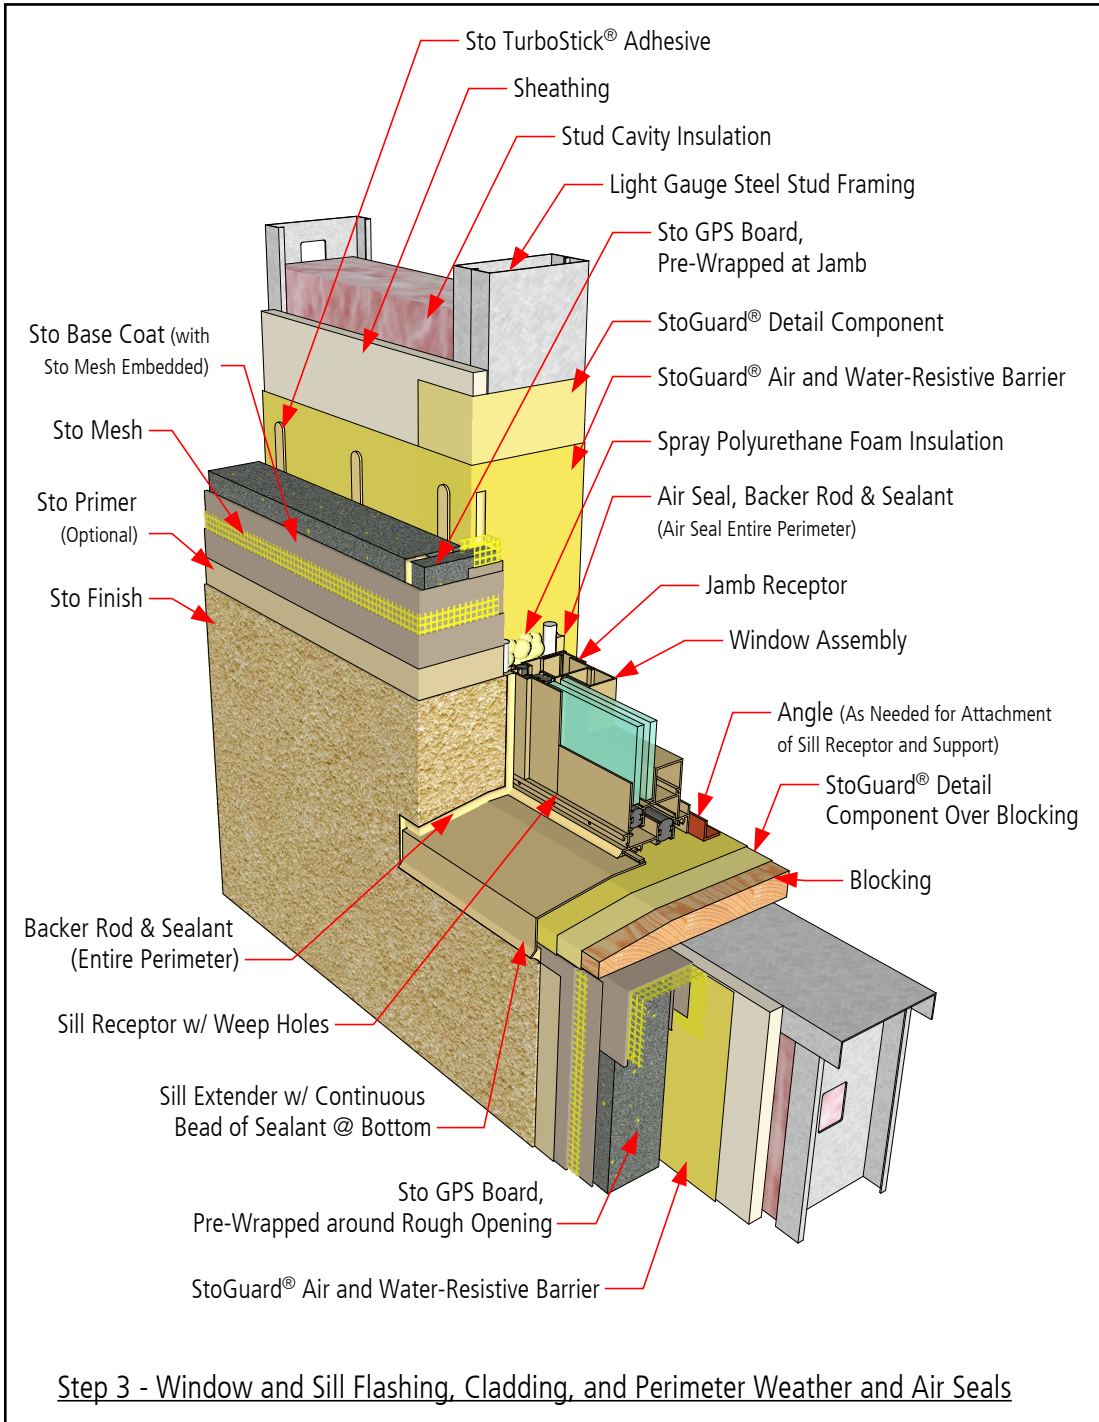 Sto TurboStick® Adhesive
Sheathing
Stud Cavity Insulation
Light Gauge Steel Stud Framing
Sto GPS Board,
Pre-Wrapped at Jamb
StoGuard® Detail Component
StoGuard® Air and Water-Resistive Barrier
Spray Polyurethane Foam Insulation
Air Seal, Backer Rod & Sealant
(Air Seal Entire Perimeter)
Jamb Receptor
Window Assembly
Angle (As Needed for Attachment
of Sill Receptor and Support)
StoGuard® Detail
Component Over Blocking
Blocking
Sto Base Coat (with
Sto Mesh Embedded)
Sto Mesh
Sto Primer
(Optional)
Sto Finish
Backer Rod & Sealant
(Entire Perimeter)
Sill Receptor w/ Weep Holes
Sill Extender w/ Continuous
Bead of Sealant @ Bottom
Sto GPS Board,
Pre-Wrapped around Rough Opening
StoGuard® Air and Water-Resistive Barrier
Step 3 - Window and Sill Flashing, Cladding, and Perimeter Weather and Air Seals